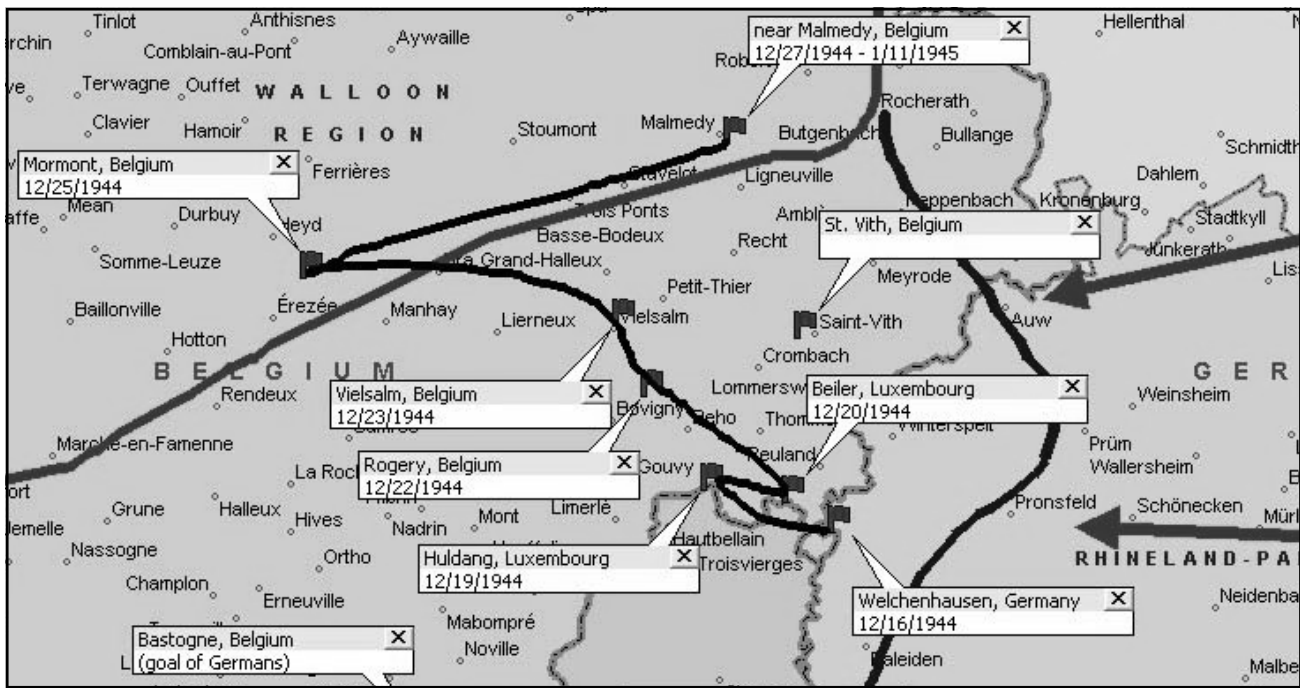 Tinlot
Anthisnes
Comblain-au-Pont
Aywaille
near Malmedy, Belgium
12/27/1944 - 1/11/1945
Hellenthal
Terwagne
Ouffet
WALLOON
REGION
Clavier
Hamoir
Stoumont
Malmedy
Butgenbach
Rocherath
Bullange
Mormont, Belgium
12/25/1944
Ferrières
Stavelot
Ligneuville
Dahlem
Mean
Durbuy
Trois Ponts
Kronenburg
Stadtkyll
St. Vith, Belgium
Basse-Bodeux
Recht
Junkerath
Somme-Leuze
La Grand-Halleux
Meyrode
Petit-Thier
Baillonville
Érezée
Manhay
Lierneux
Vielsalm
Saint-Vith
Auw
Hotton
Crombach
BELGIUM
GER
Rendeux
Vielsalm, Belgium
12/23/1944
Beiler, Luxembourg
12/20/1944
Weinsheim
Bovigny
Winterspelt
Marche-en-Famenne
Prüm
Wallersheim
Rogery, Belgium
12/22/1944
Gouvy
Reuland
Grune
Halleux
Limerlé
Pronsfeld
Schönecken
Hives
Nadrin
Mont
Nassogne
Ortho
Huldang, Luxembourg
12/19/1944
Hautbellain
Troisvierges
RHINELAND-PA
Champlon
Erneuville
Welchenhausen, Germany
12/16/1944
Mabompré
Noville
Bastogne, Belgium
(goal of Germans)